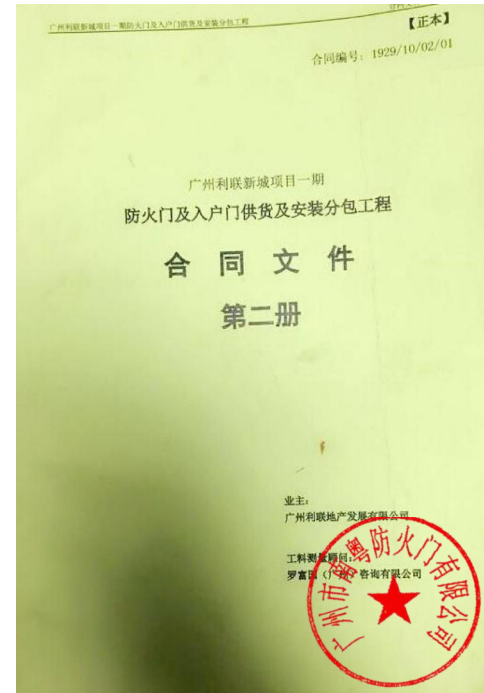 广州利联新城项目一期防火门及入户门供货及安装分包工程
【正本】
合同编号：1929/10/02/01
广州利联新城项目一期
防火门及入户门供货及安装分包工程
合同文件
第二册
业主：
广州利联地产发展有限公司
工料测量顾问：
罗富国（广州）咨询有限公司
广州市南粤防火门有限公司